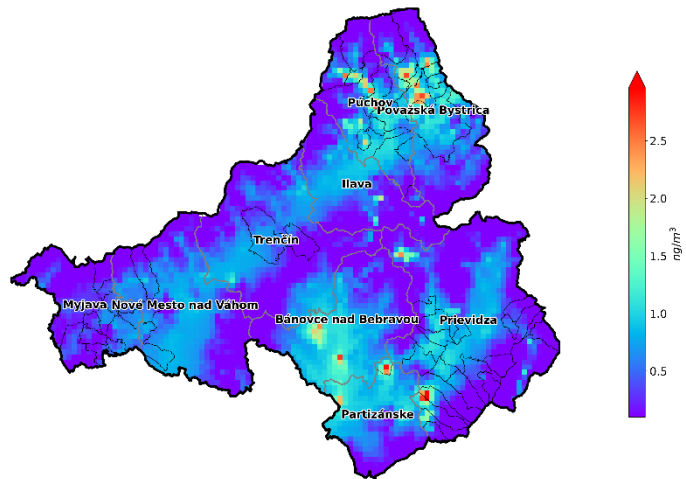 Púchov
Považská Bystrica
Ilava
Trenčín
Myjava
Nové Mesto nad Váhom
Bánovce nad Bebravou
Prievidza
Partizánske
2.5
2.0
1.5
1.0
0.5
ng/m³